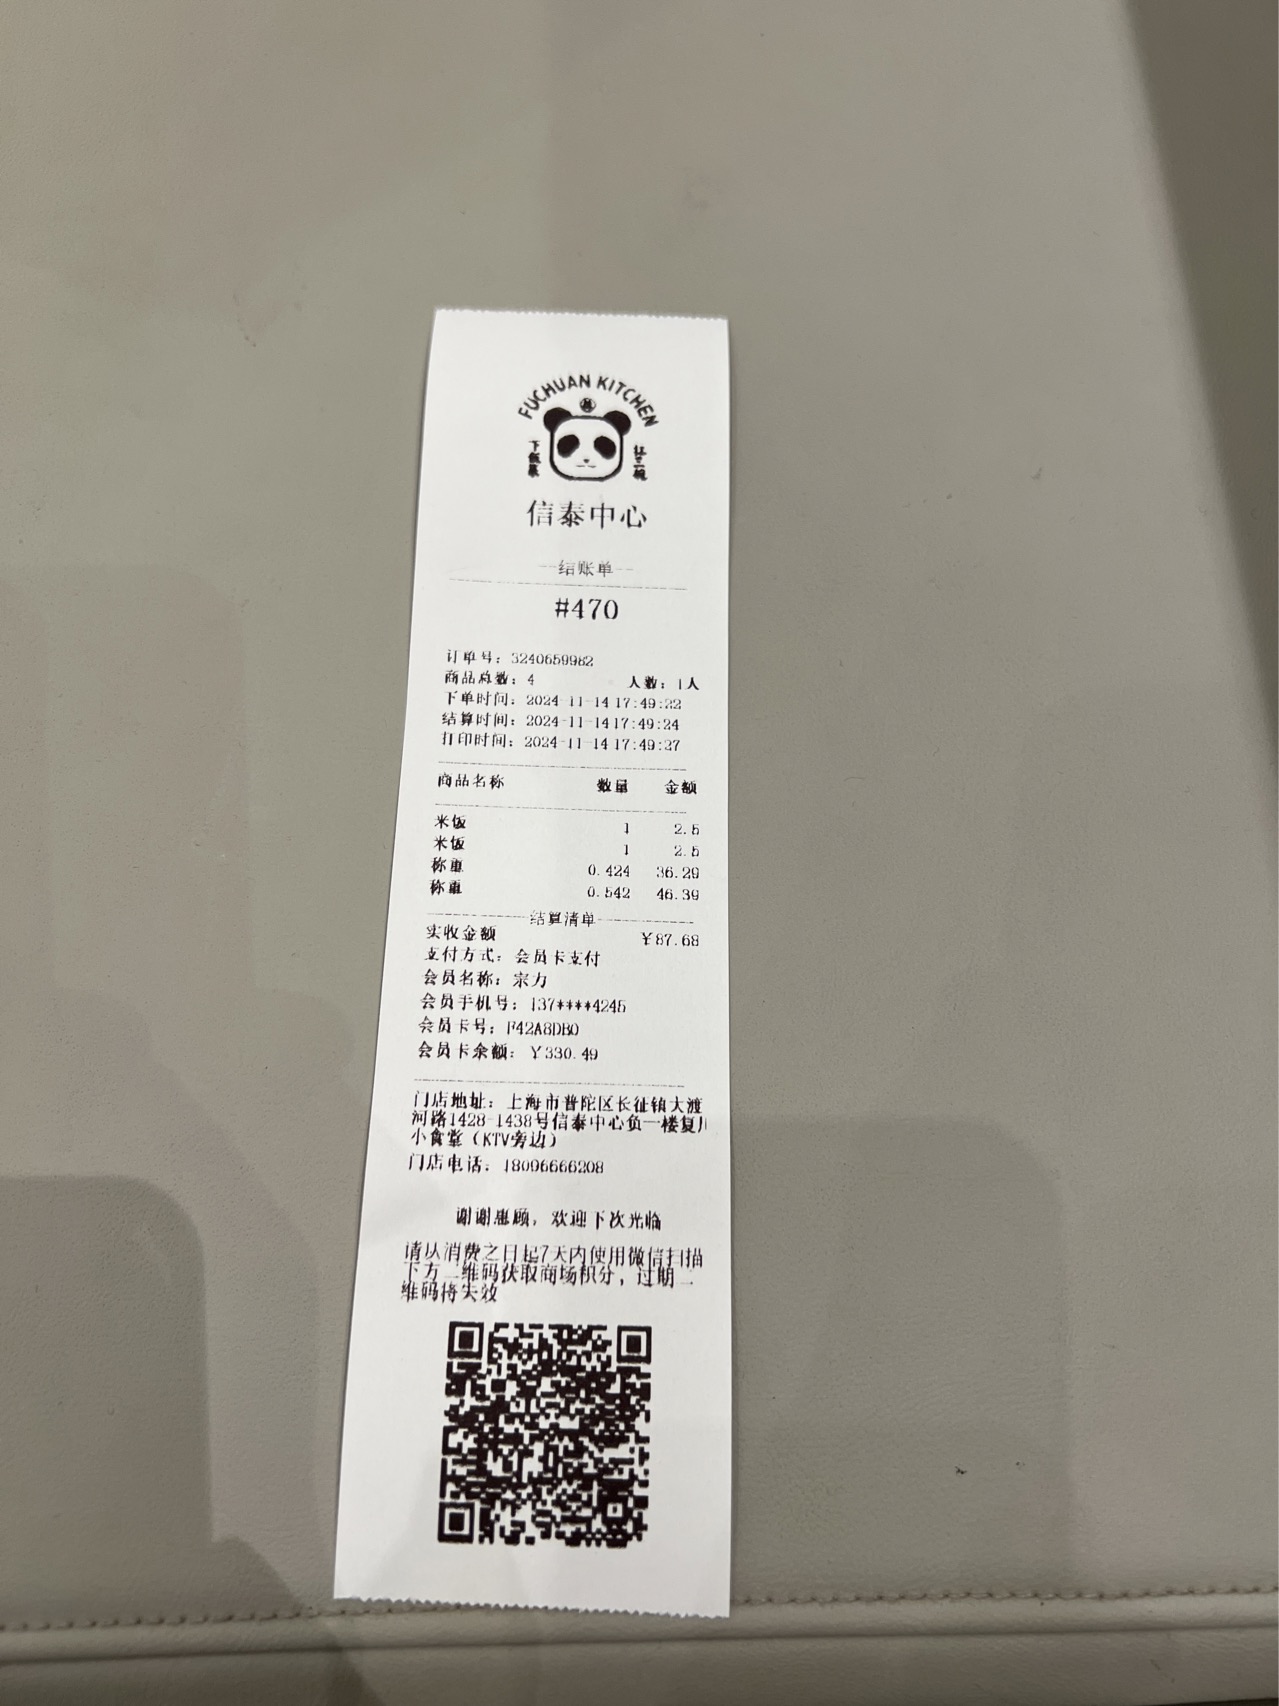 FUCHUAN KITCHEN
下飯菜
信泰中心
结账单
#470
订单号：3240659982
商品总数：4 人数：1人
下单时间：2024-11-14 17:49:22
结算时间：2024-11-14 17:49:24
打印时间：2024-11-14 17:49:27
商品名称 数量 金额
米饭 1 2.5
米饭 1 2.5
称重 0.424 36.29
称重 0.542 46.39
结算清单
实收金额 ￥87.68
支付方式：会员卡支付
会员名称：宗力
会员手机号：137****4245
会员卡号：F42A8DB0
会员卡余额：￥330.49
门店地址：上海市普陀区长征镇大渡
河路1428-1438号信泰中心负一楼复川
小食堂（KTV旁边）
门店电话：18096666208
谢谢惠顾，欢迎下次光临
请以消费之日起7天内使用微信扫描
下方二维码获取商场积分，过期二
维码将失效